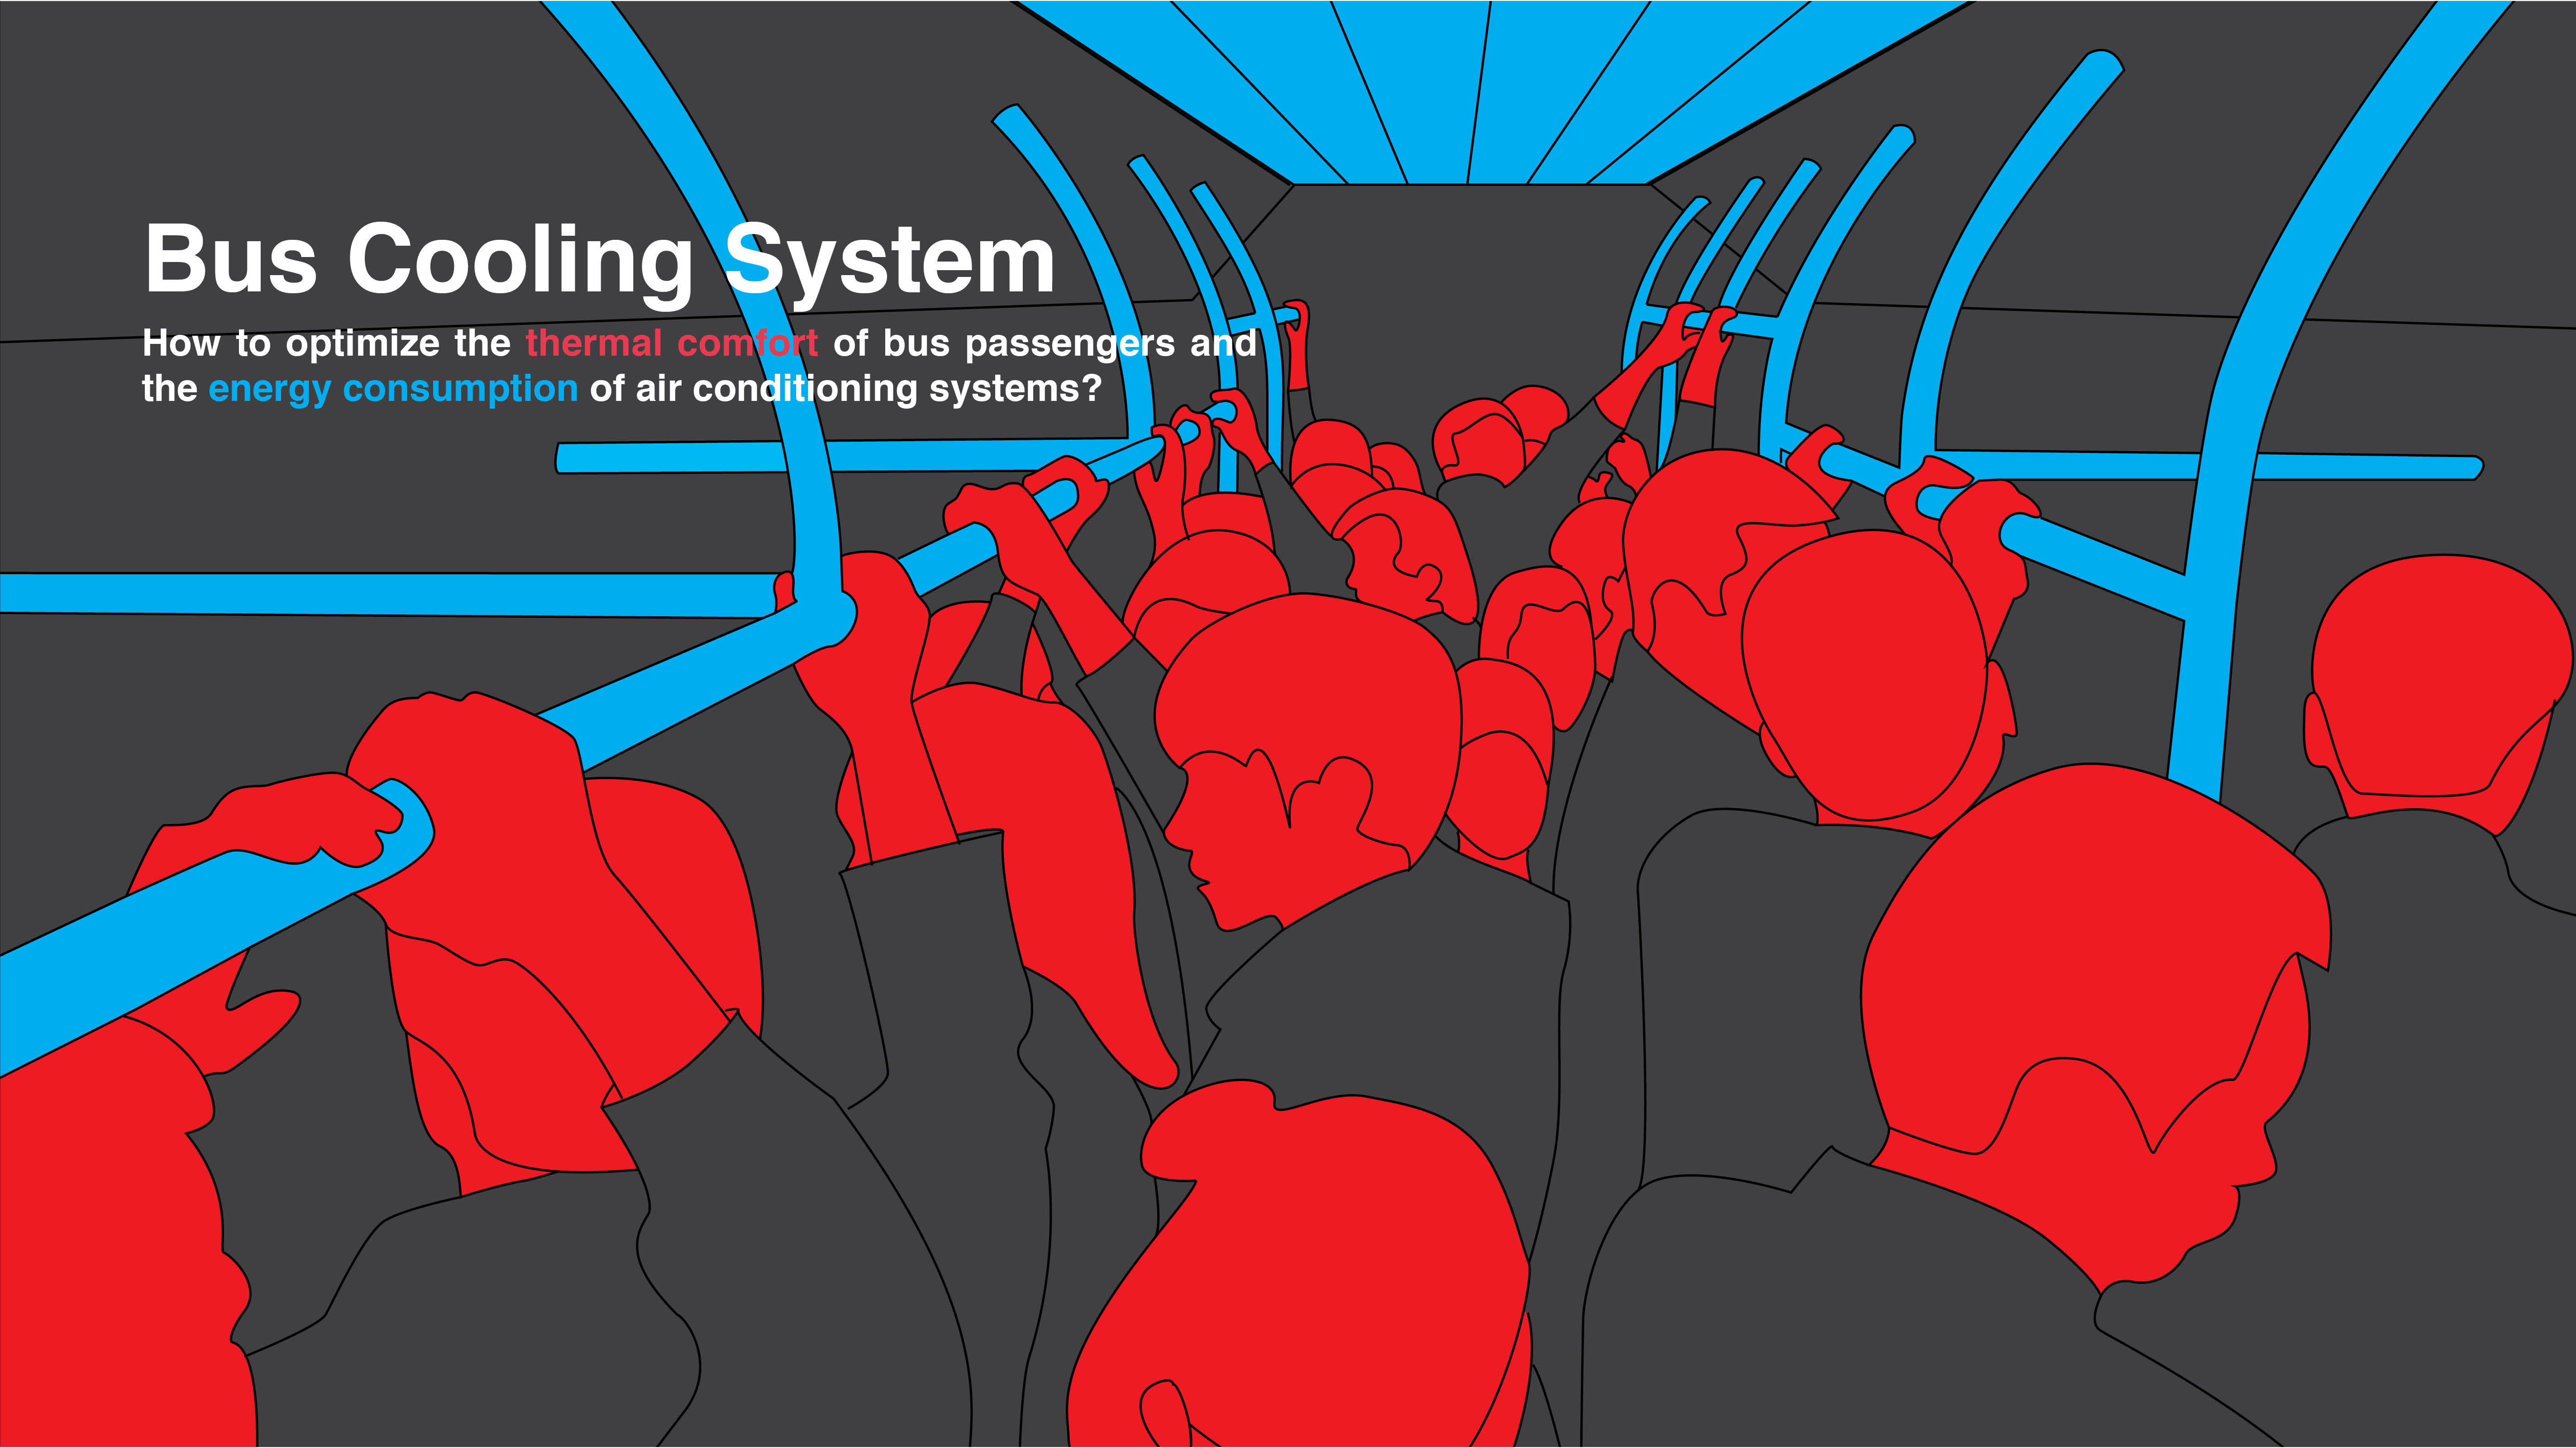 Bus Cooling System
How to optimize the thermal comfort of bus passengers and
the energy consumption of air conditioning systems?